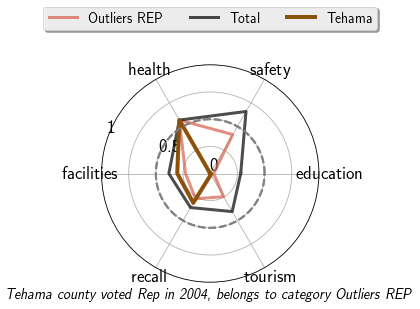 Outliers REP Total Tehama
health safety
1
0.5
0
facilities education
recall tourism
Tehama county voted Rep in 2004, belongs to category Outliers REP